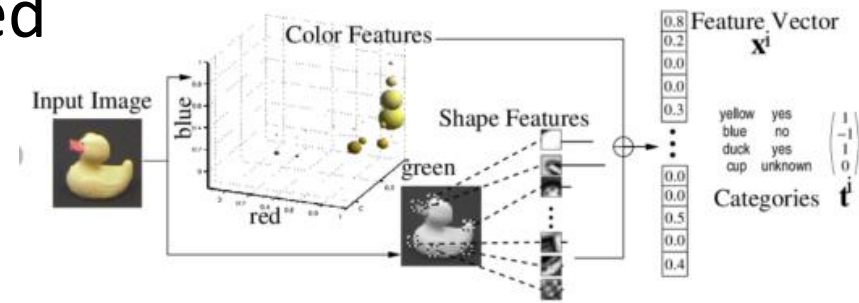 ed
Color Features
Feature Vector
xⁱ
Input Image
blue
red
green
Shape Features
0.8
0.2
0.0
0.0
0.3
0.0
0.0
0.5
0.0
0.4
yellow yes
blue no
duck yes
cup unknown
1
-1
1
0
Categories tⁱ